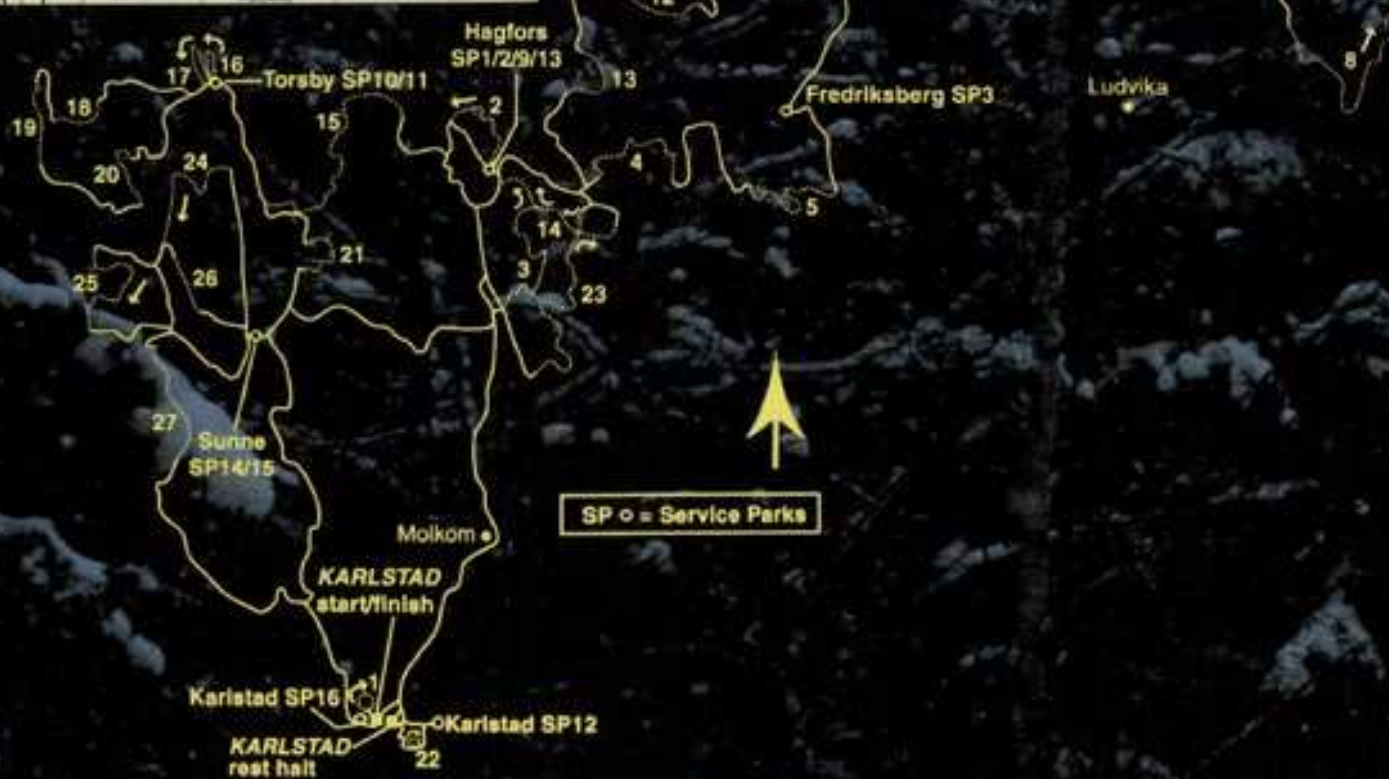 12
Hagfors
SP1/2/9/13
16
17
Torsby SP10/11
13
8
Fredriksberg SP3
Ludvika
18
2
15
19
4
24
20
5
14
21
25
26
3
23
27
Sunne
SP14/15
SP o = Service Parks
Molkom
KARLSTAD
start/finish
1
Karlstad SP16
Karlstad SP12
KARLSTAD
rest halt
22